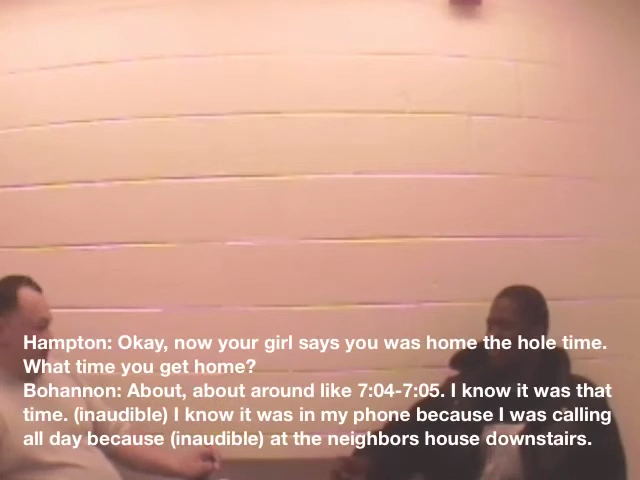 Hampton: Okay, now your girl says you was home the hole time.
What time you get home?
Bohannon: About, about around like 7:04-7:05. I know it was that
time. (inaudible) I know it was in my phone because I was calling
all day because (inaudible) at the neighbors house downstairs.